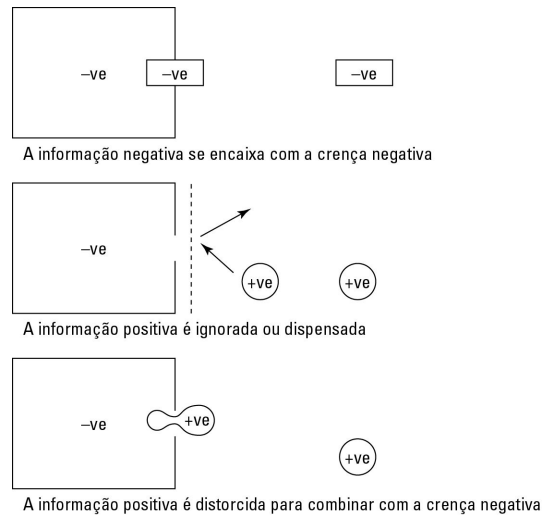 –ve –ve –ve
A informação negativa se encaixa com a crença negativa
–ve +ve +ve
A informação positiva é ignorada ou dispensada
–ve +ve +ve
A informação positiva é distorcida para combinar com a crença negativa